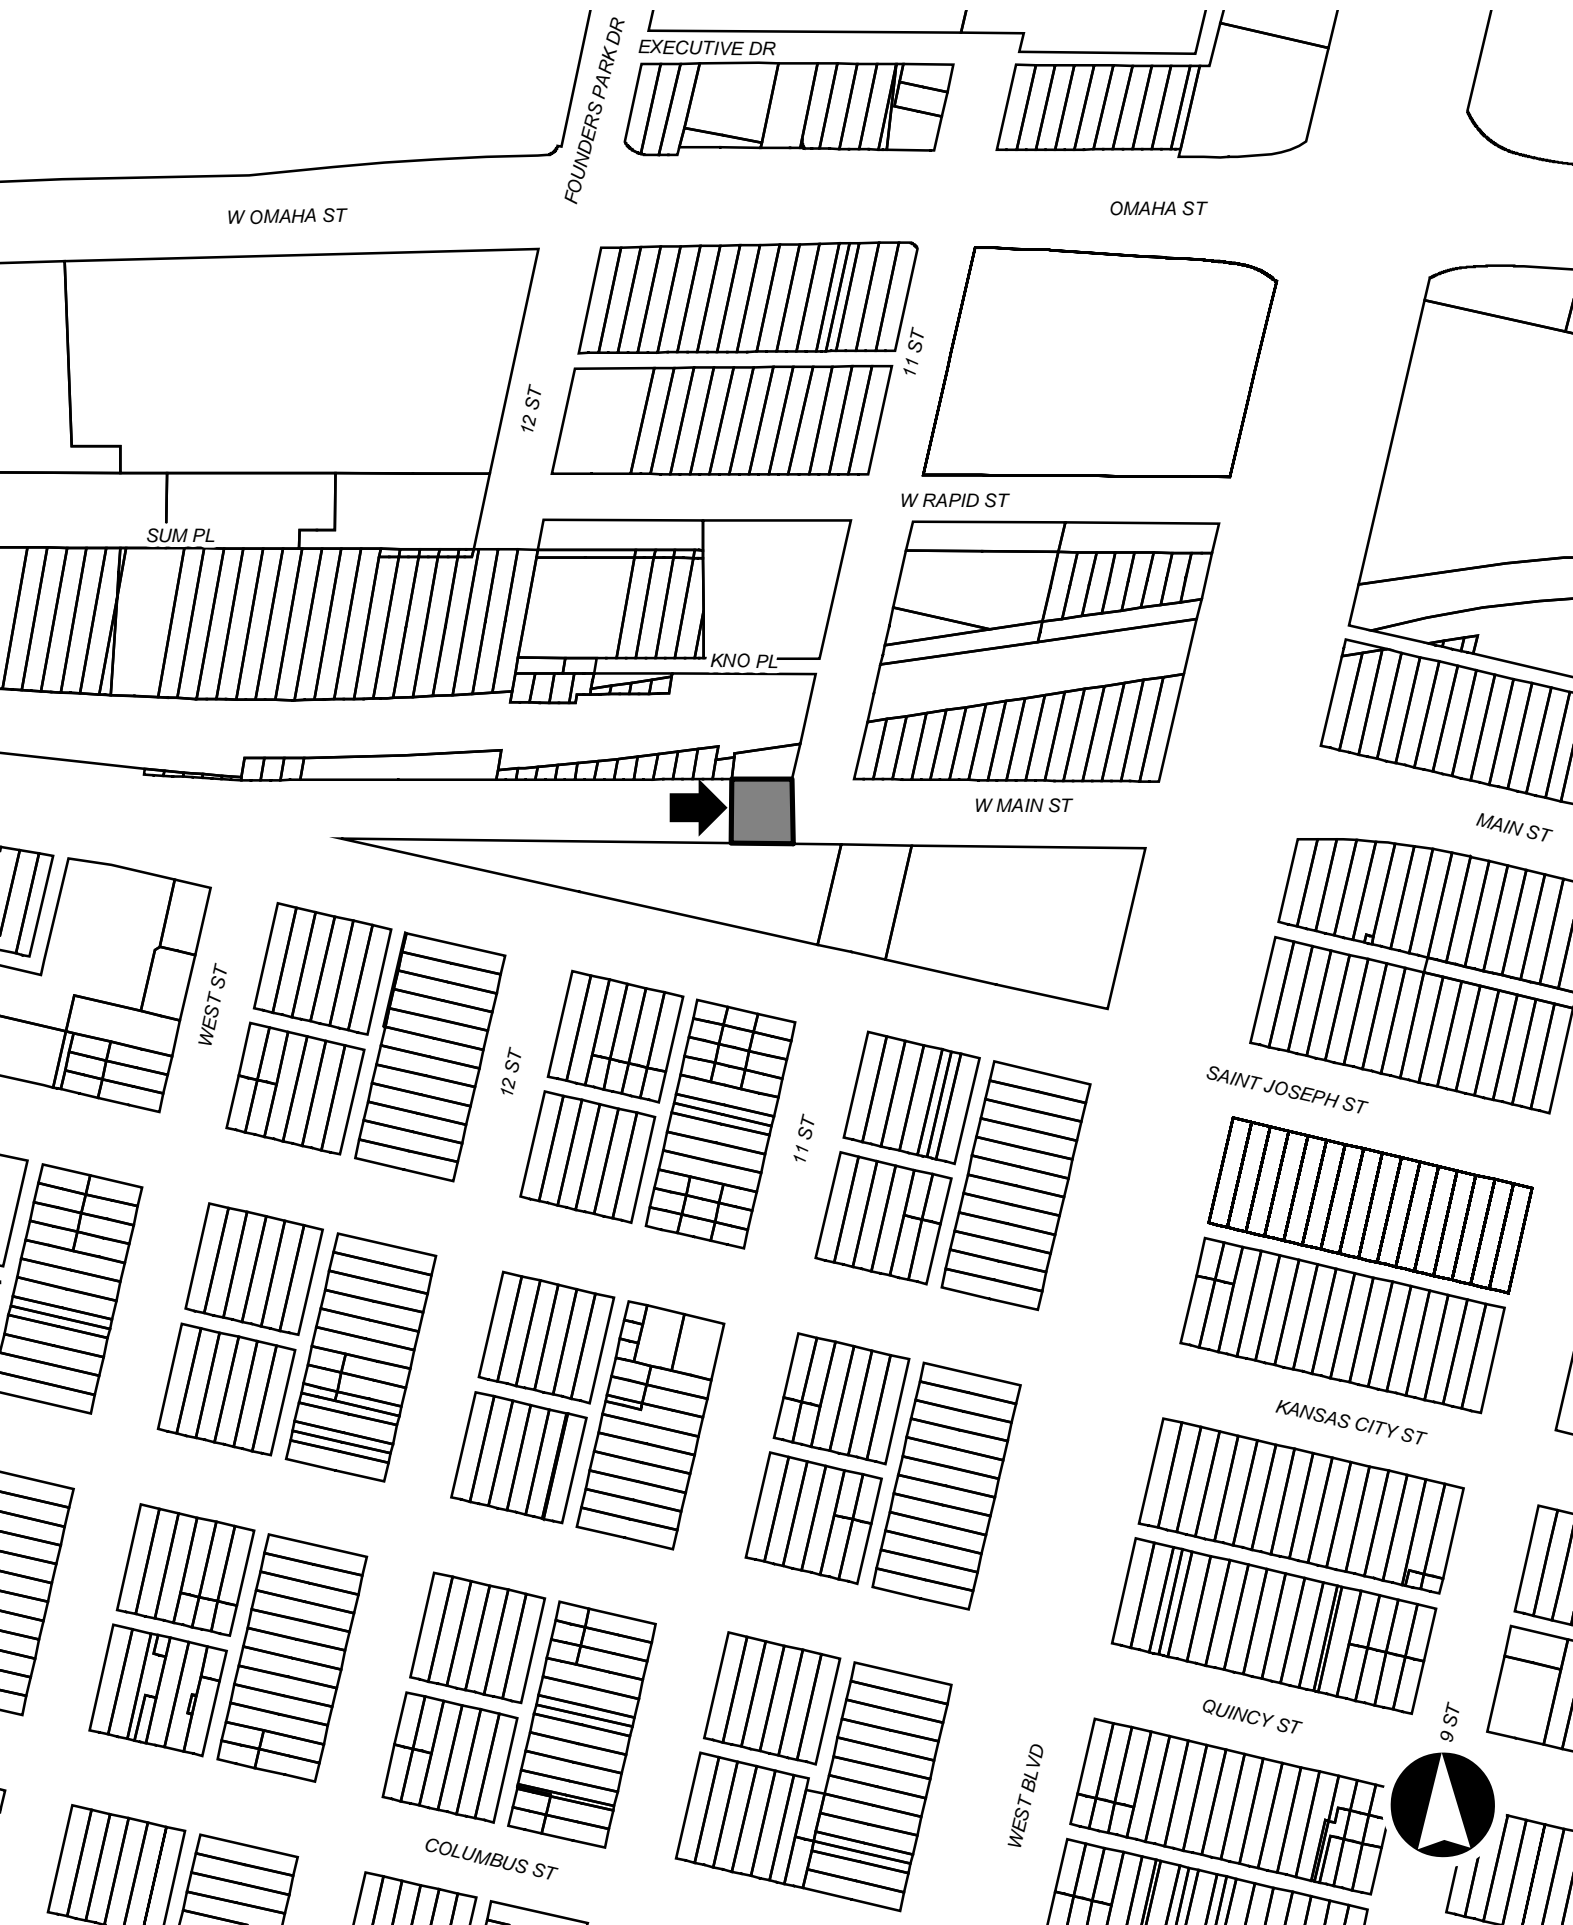 EXECUTIVE DR
FOUNDERS PARK DR
W OMAHA ST
OMAHA ST
11 ST
12 ST
W RAPID ST
SUM PL
KNO PL
W MAIN ST
MAIN ST
WEST ST
12 ST
SAINT JOSEPH ST
11 ST
KANSAS CITY ST
QUINCY ST
9 ST
WEST BLVD
COLUMBUS ST